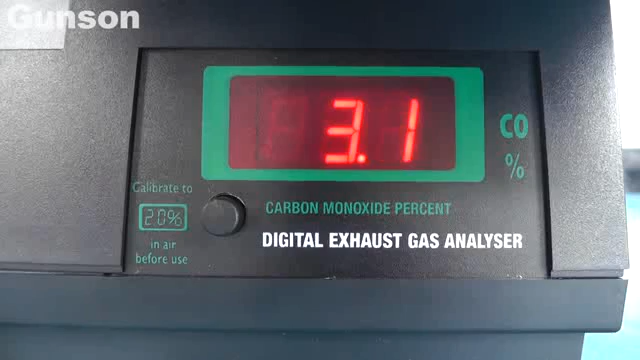 Gunson
3.1
CO
%
Calibrate to
2.0%
in air
before use
CARBON MONOXIDE PERCENT
DIGITAL EXHAUST GAS ANALYSER